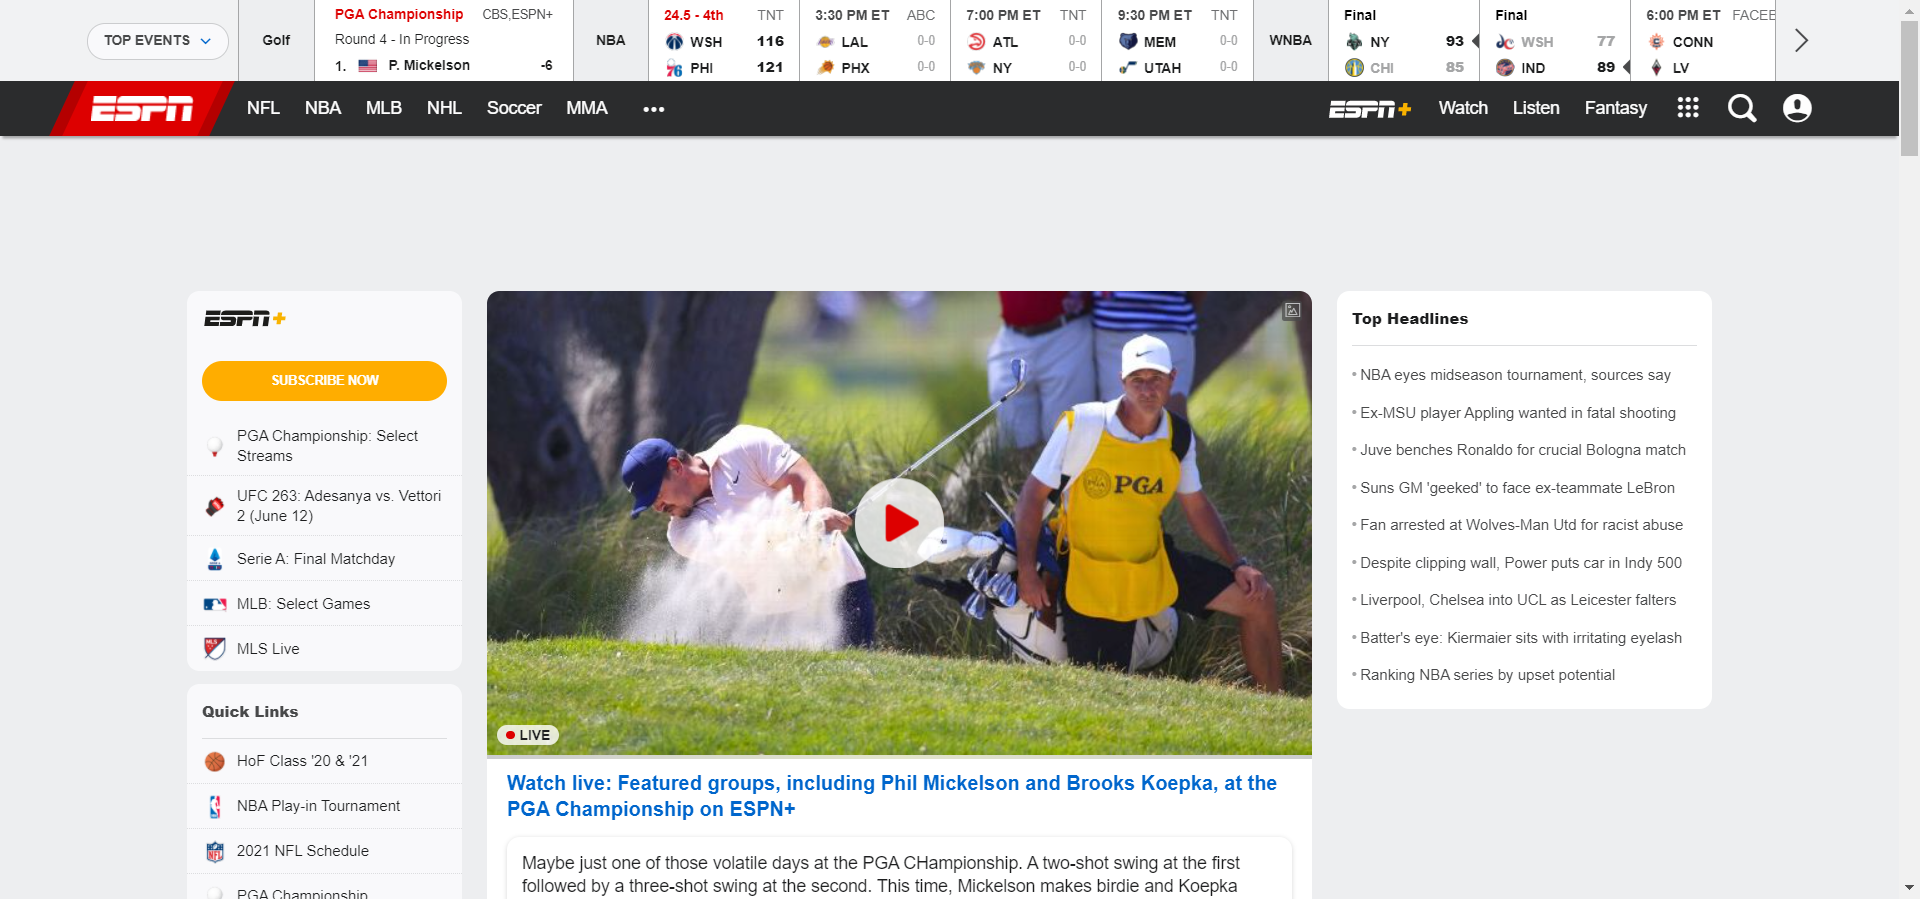 TOP EVENTS
Golf
PGA Championship CBS,ESPN+
Round 4 - In Progress
1. P. Mickelson -6
NBA
24.5 - 4th TNT
WSH 116
PHI 121
3:30 PM ET ABC
LAL 0-0
PHX 0-0
7:00 PM ET TNT
ATL 0-0
NY 0-0
9:30 PM ET TNT
MEM 0-0
UTAH 0-0
WNBA
Final
NY 93
CHI 85
Final
WSH 77
IND 89
6:00 PM ET FACEE
CONN
LV
ESPN NFL NBA MLB NHL Soccer MMA ••• ESPN+ Watch Listen Fantasy
ESPN+
SUBSCRIBE NOW
PGA Championship: Select
Streams
UFC 263: Adesanya vs. Vettori
2 (June 12)
Serie A: Final Matchday
MLB: Select Games
MLS Live
Quick Links
HoF Class '20 & '21
NBA Play-in Tournament
2021 NFL Schedule
PGA Championship
PGA
LIVE
Watch live: Featured groups, including Phil Mickelson and Brooks Koepka, at the
PGA Championship on ESPN+
Maybe just one of those volatile days at the PGA CHampionship. A two-shot swing at the first
followed by a three-shot swing at the second. This time, Mickelson makes birdie and Koepka
Top Headlines
• NBA eyes midseason tournament, sources say
• Ex-MSU player Appling wanted in fatal shooting
• Juve benches Ronaldo for crucial Bologna match
• Suns GM 'geeked' to face ex-teammate LeBron
• Fan arrested at Wolves-Man Utd for racist abuse
• Despite clipping wall, Power puts car in Indy 500
• Liverpool, Chelsea into UCL as Leicester falters
• Batter's eye: Kiermaier sits with irritating eyelash
• Ranking NBA series by upset potential